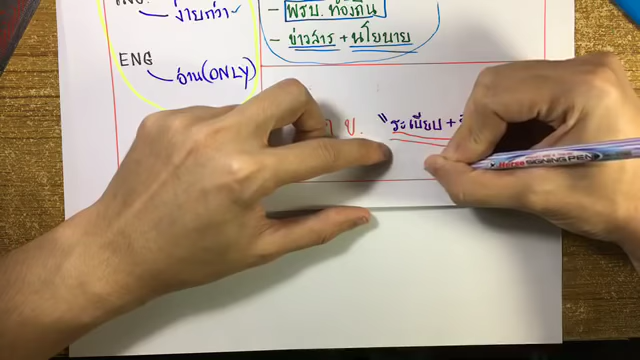 ง่ายกว่า
ENG
อ่าน(ONLY)
- พรบ. ท้องถิ่น
- ข่าวสาร + นโยบาย
ข. "ระเบียบ +
SIGNING PEN